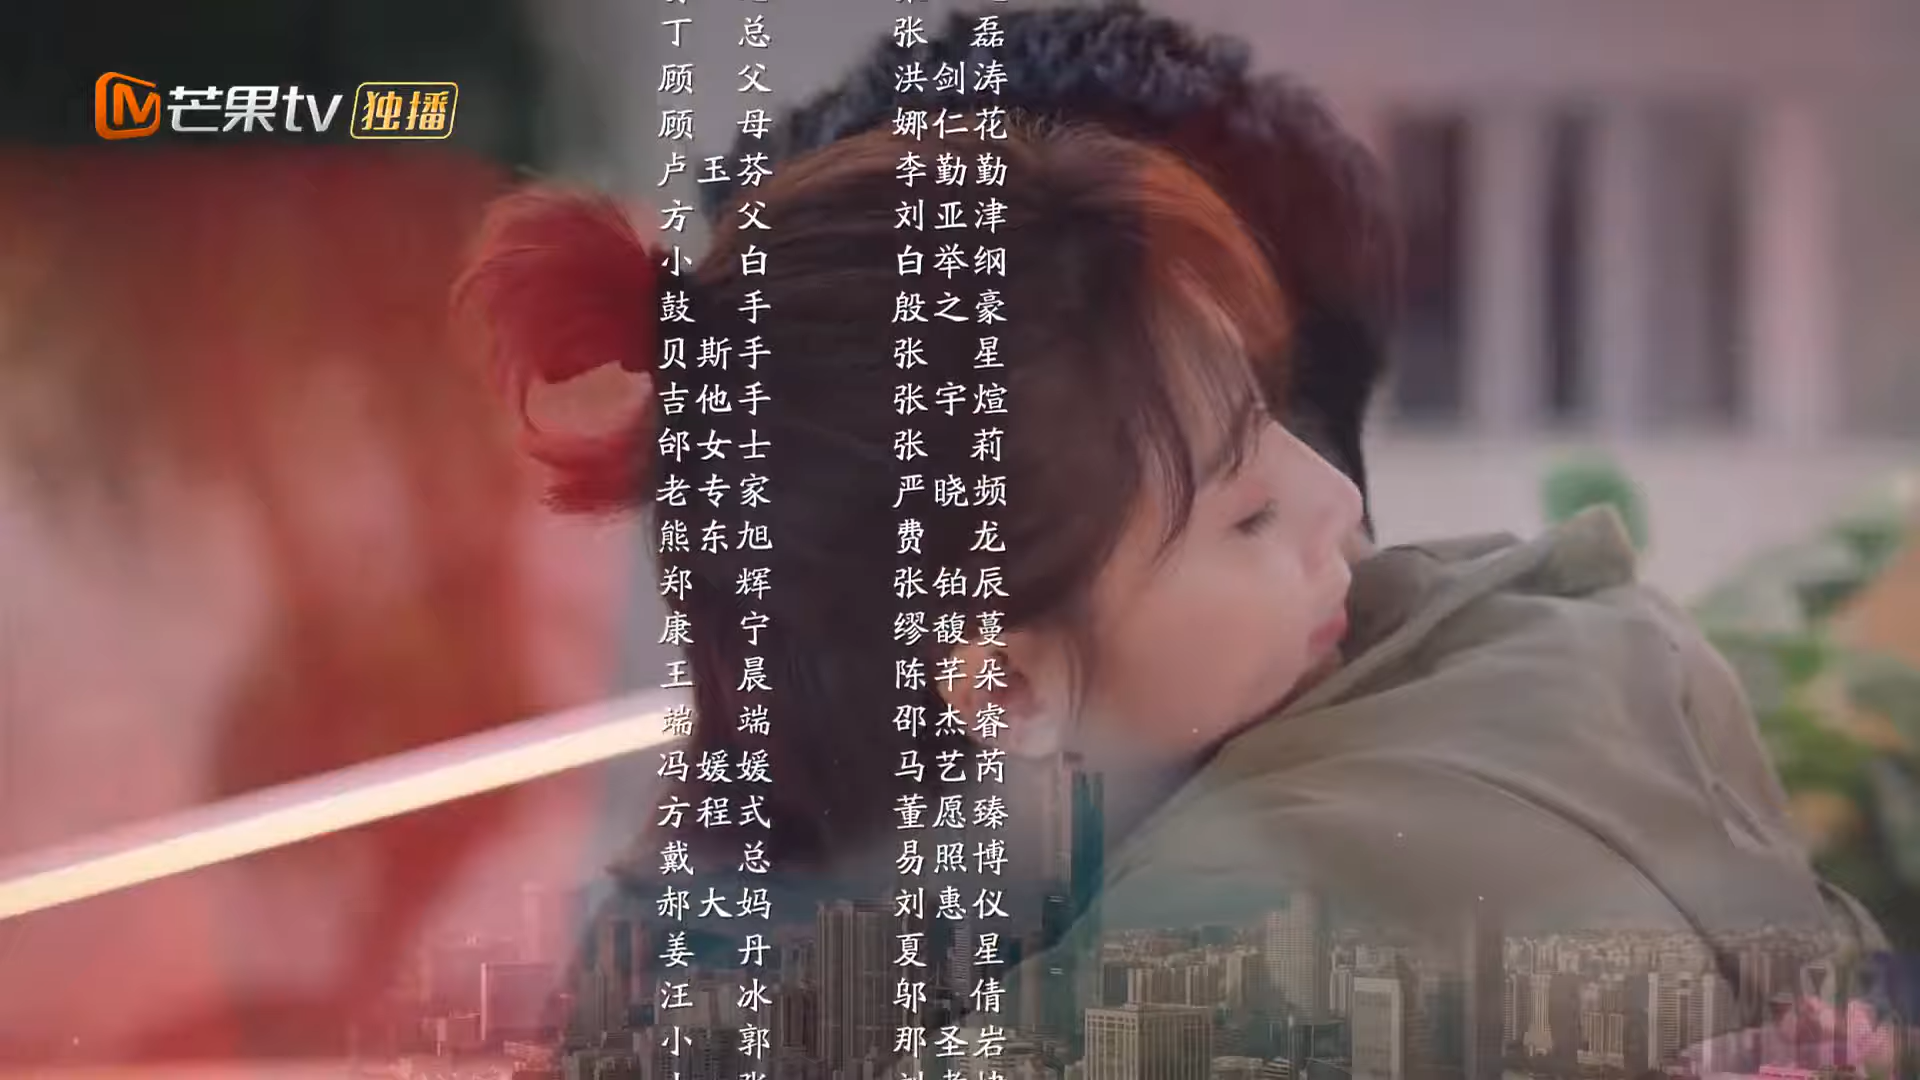 芒果tv 独播
丁总 张磊
顾父 洪剑涛
顾母 娜仁花
卢玉芬 李勤勤
方父 刘亚津
小白 白举纲
鼓手 殷之豪
贝斯手 张星
吉他手 张宇煊
邰女士 张莉
老专家 严晓频
熊东旭 费龙
郑辉 张铂辰
康宁 缪馥蔓
王晨 陈芊朵
端端 邵杰睿
冯媛媛 马艺芮
方程式 董愿臻
戴总 易照博
郝大妈 刘惠仪
姜丹 夏星
汪冰 邬倩
小郭 那圣岩